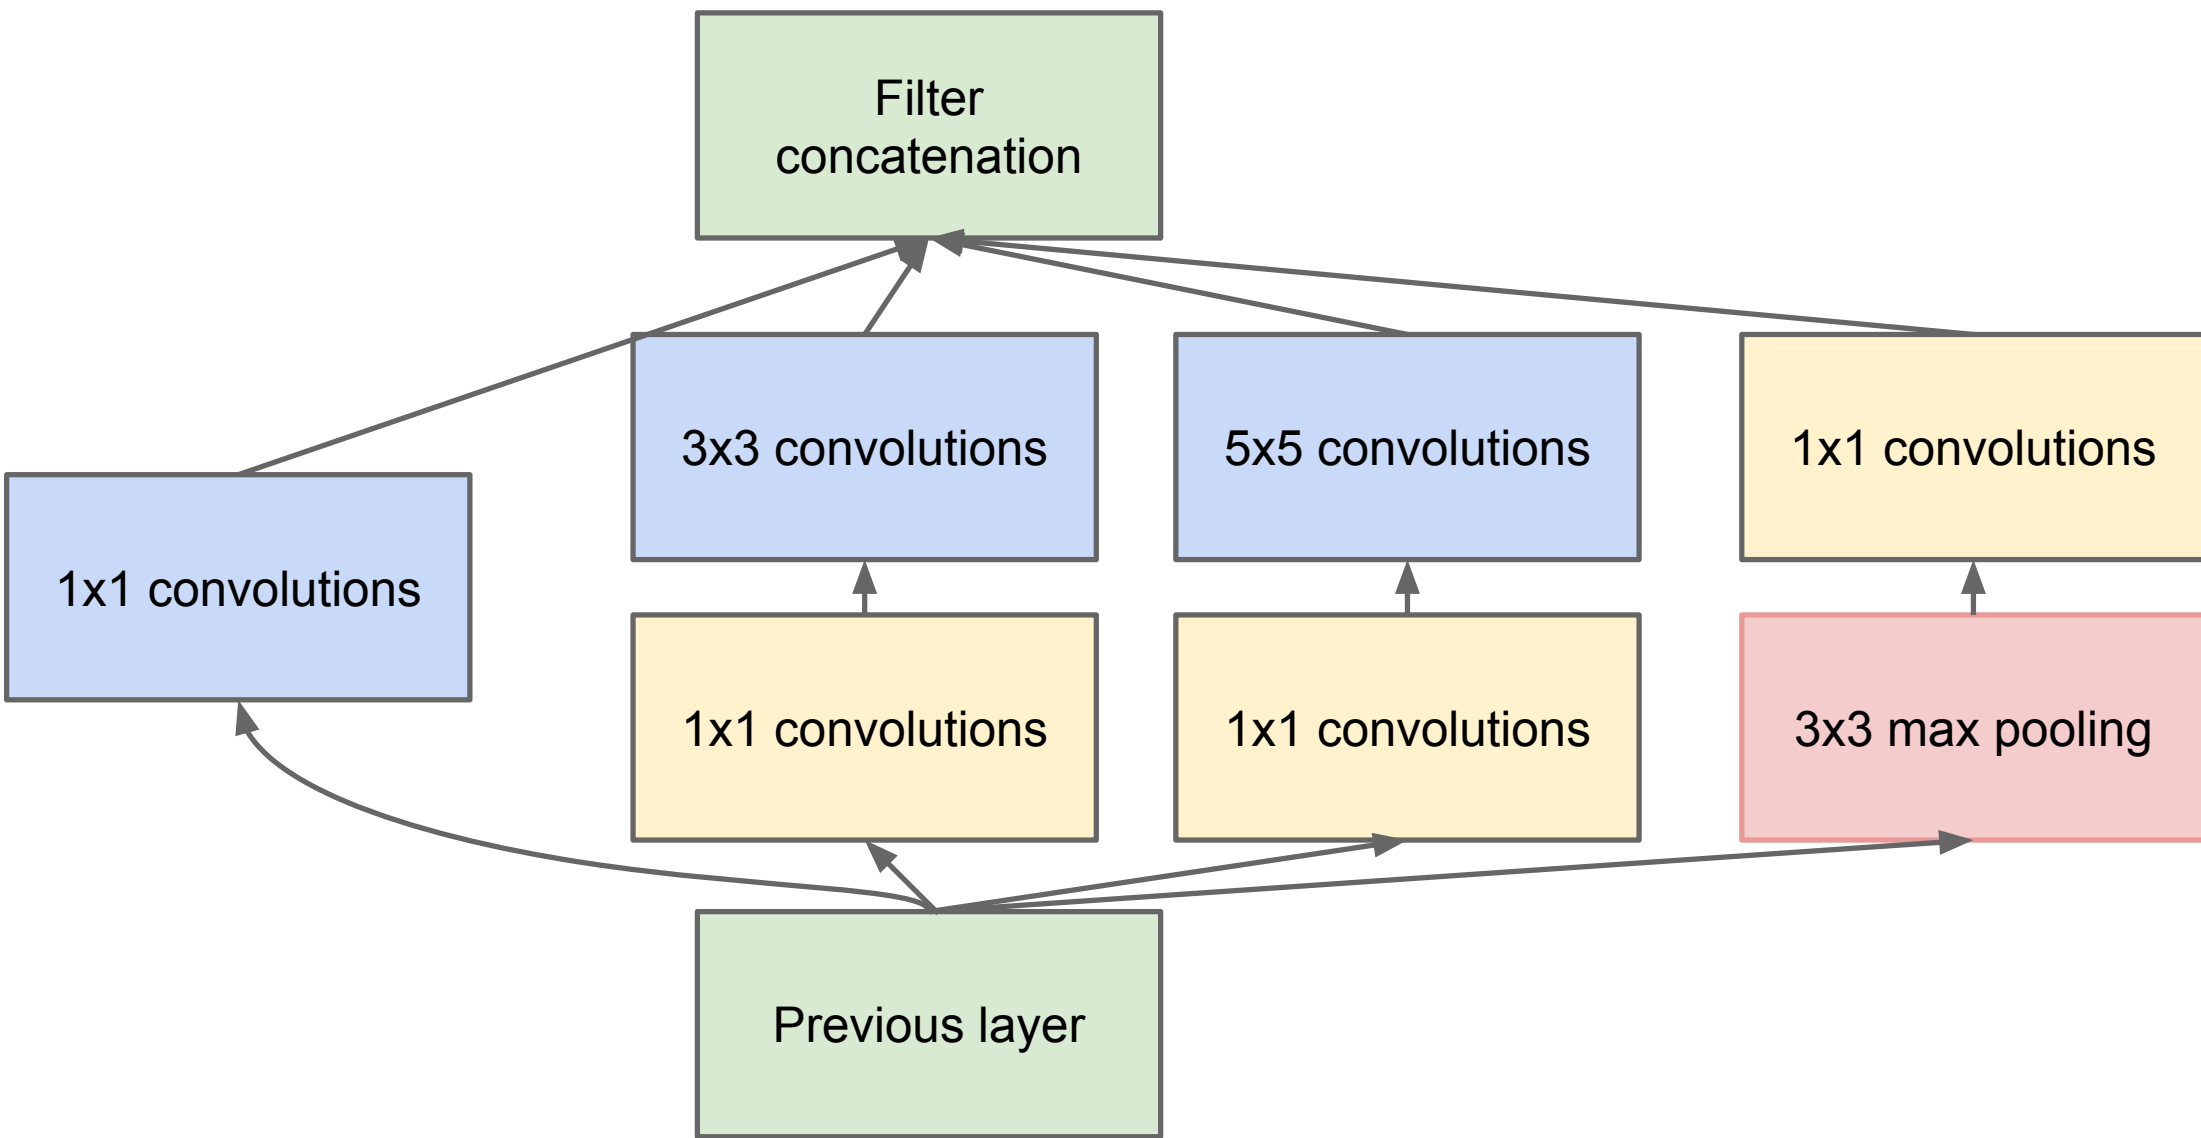 Filter
concatenation
3x3 convolutions
5x5 convolutions
1x1 convolutions
1x1 convolutions
1x1 convolutions
1x1 convolutions
3x3 max pooling
Previous layer